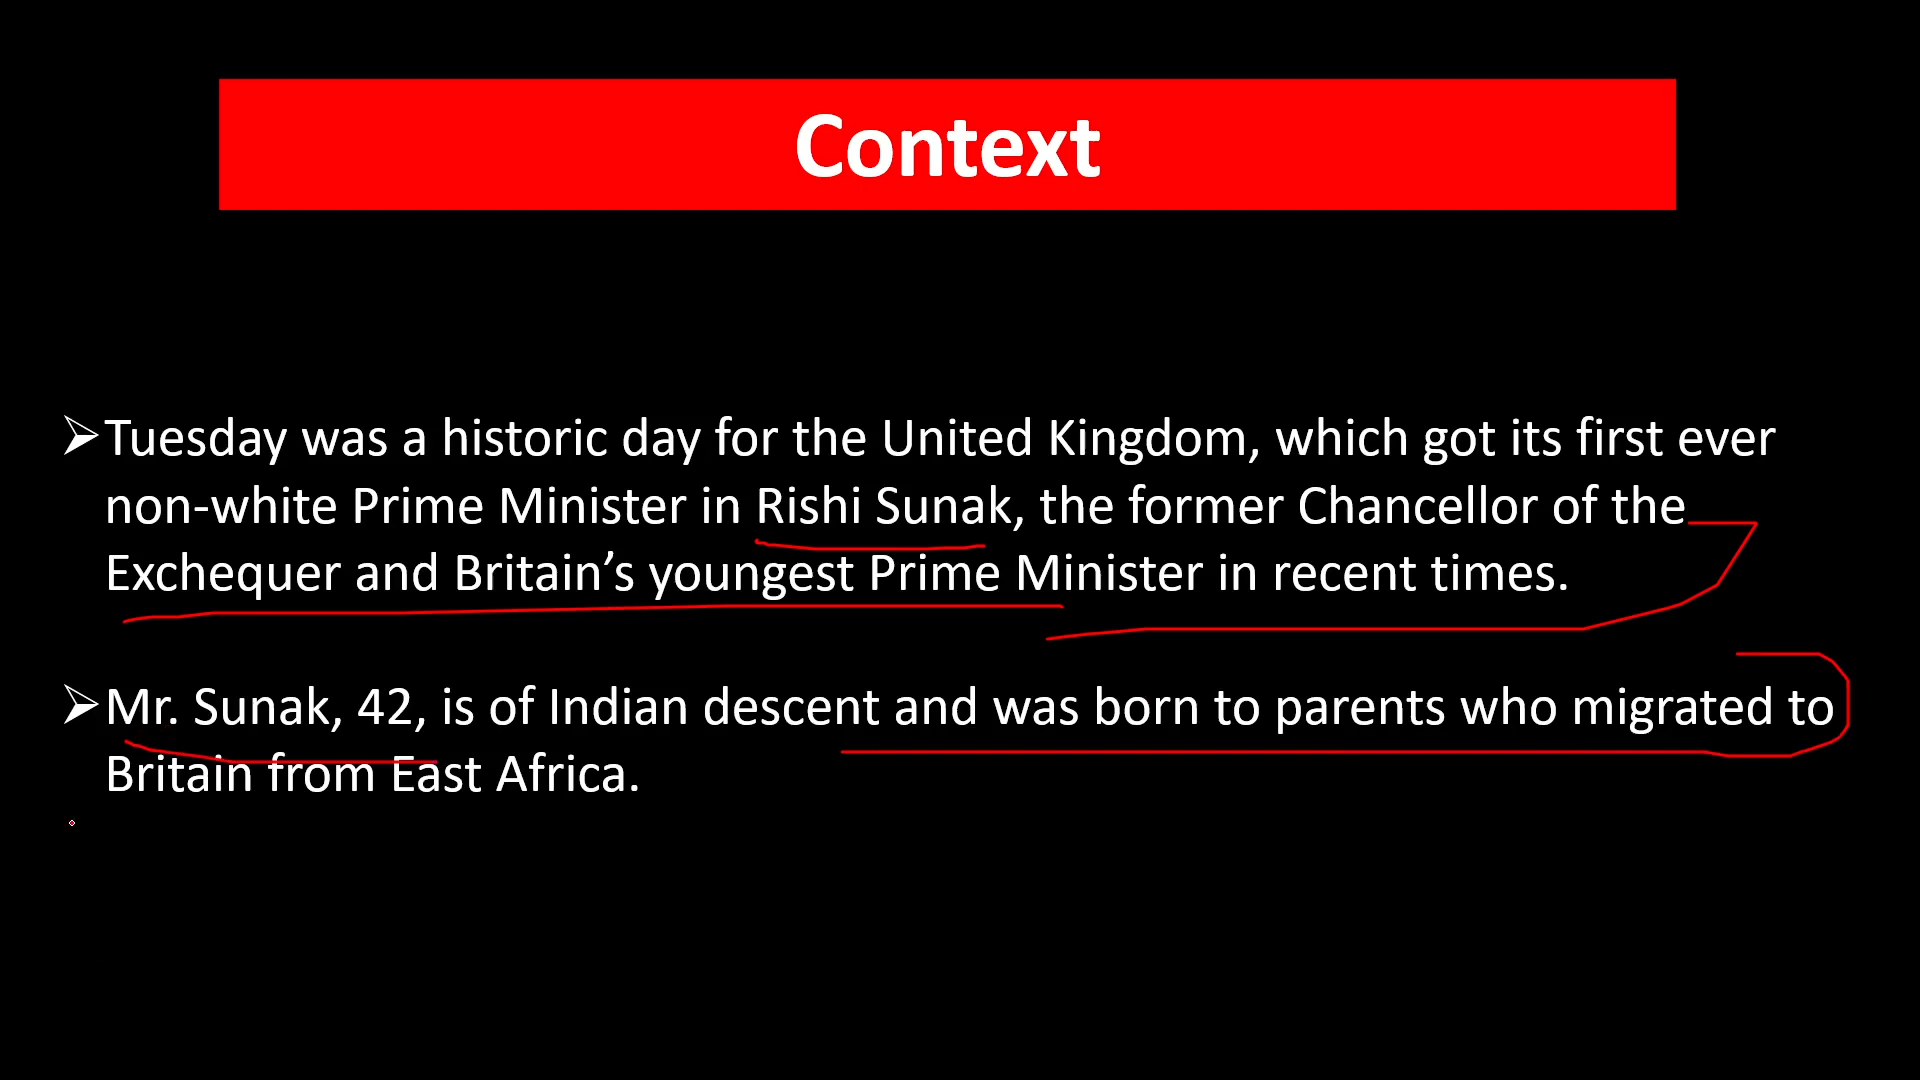 Context
➢Tuesday was a historic day for the United Kingdom, which got its first ever
non-white Prime Minister in Rishi Sunak, the former Chancellor of the
Exchequer and Britain’s youngest Prime Minister in recent times.
➢Mr. Sunak, 42, is of Indian descent and was born to parents who migrated to
Britain from East Africa.